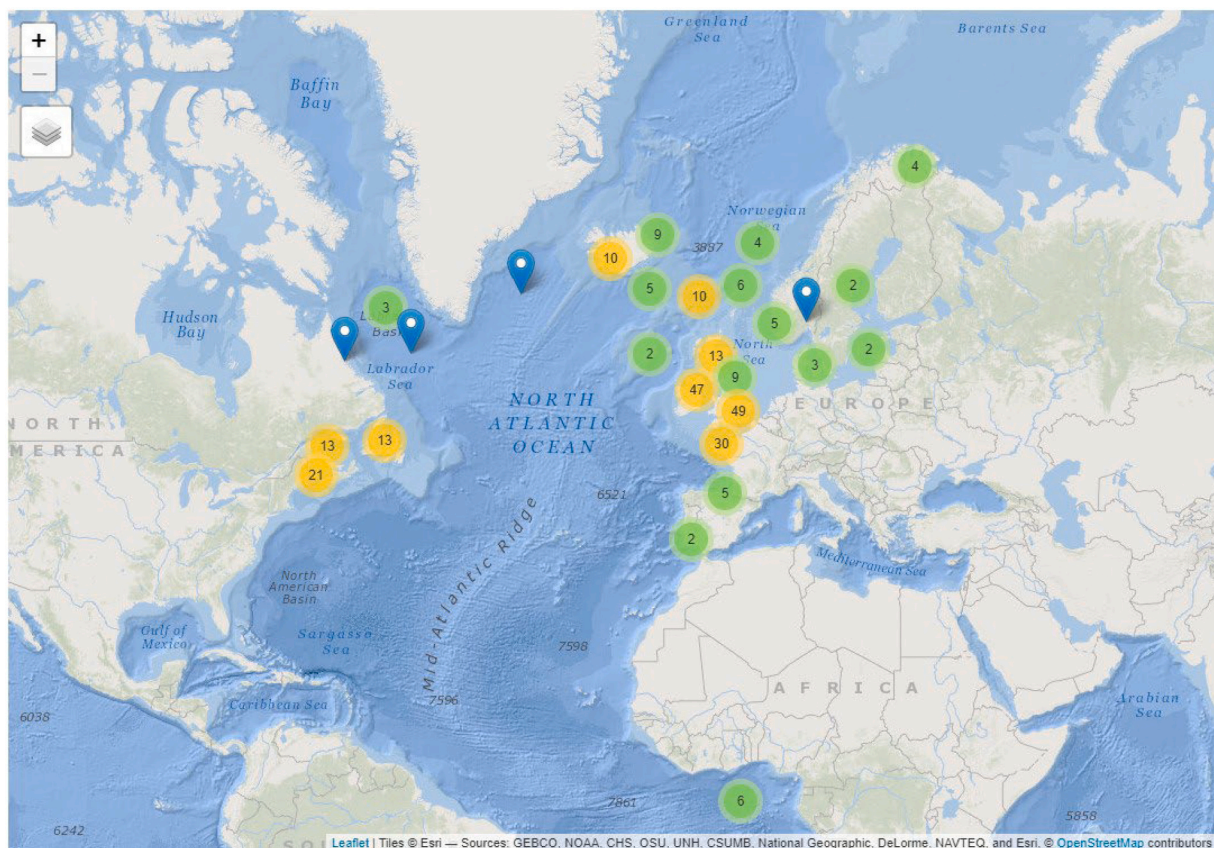 +
−
Greenland
Sea
Barents Sea
Baffin
Bay
4
Norwegian
9
4
3887
10
5
6
2
10
3
5
Hudson
Bay
Labrador
Sea
2
13
North
Sea
2
3
9
47
NORTH
ATLANTIC
OCEAN
49
EUROPE
NORTH
MERICA
13
13
30
21
5
6521
2
Mid-Atlantic Ridge
Mediterranean Sea
North
American
Basin
Gulf of
Mexico
Sargasso
Sea
7598
AFRICA
Caribbean Sea
7596
Arabian
Sea
6038
6
7861
5858
6242
Leaflet | Tiles © Esri — Sources: GEBCO, NOAA, CHS, OSU, UNH, CSUMB, National Geographic, DeLorme, NAVTEQ, and Esri, © OpenStreetMap contributors